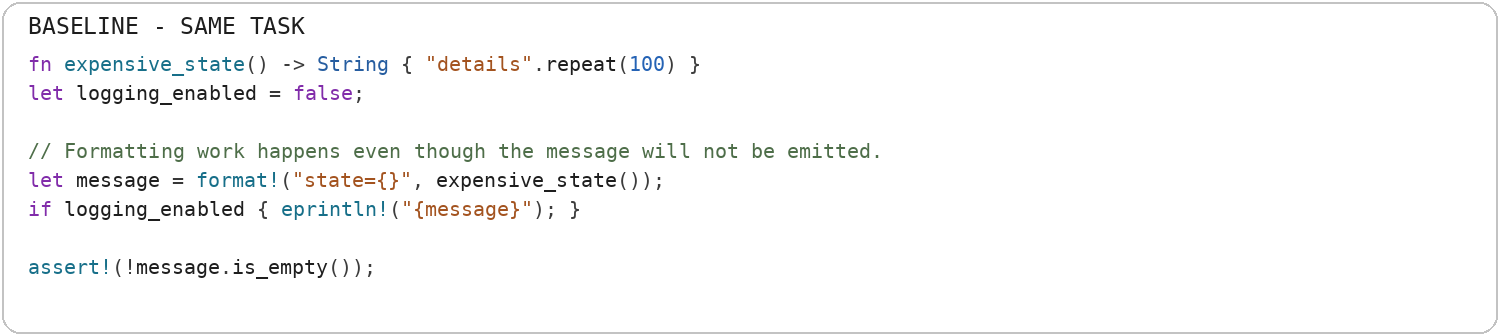 BASELINE - SAME TASK
fn expensive_state() -> String { "details".repeat(100) }
let logging_enabled = false;
// Formatting work happens even though the message will not be emitted.
let message = format!("state={}", expensive_state());
if logging_enabled { eprintln!("{message}"); }
assert!(!message.is_empty());